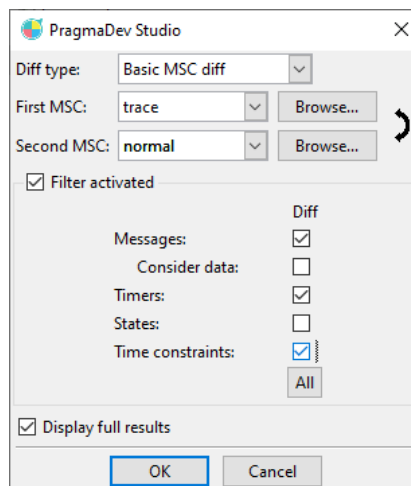 PragmaDev Studio
Diff type: Basic MSC diff
First MSC: trace Browse...
Second MSC: normal Browse...
Filter activated
Diff
Messages:
Consider data:
Timers:
States:
Time constraints:
All
Display full results
OK Cancel